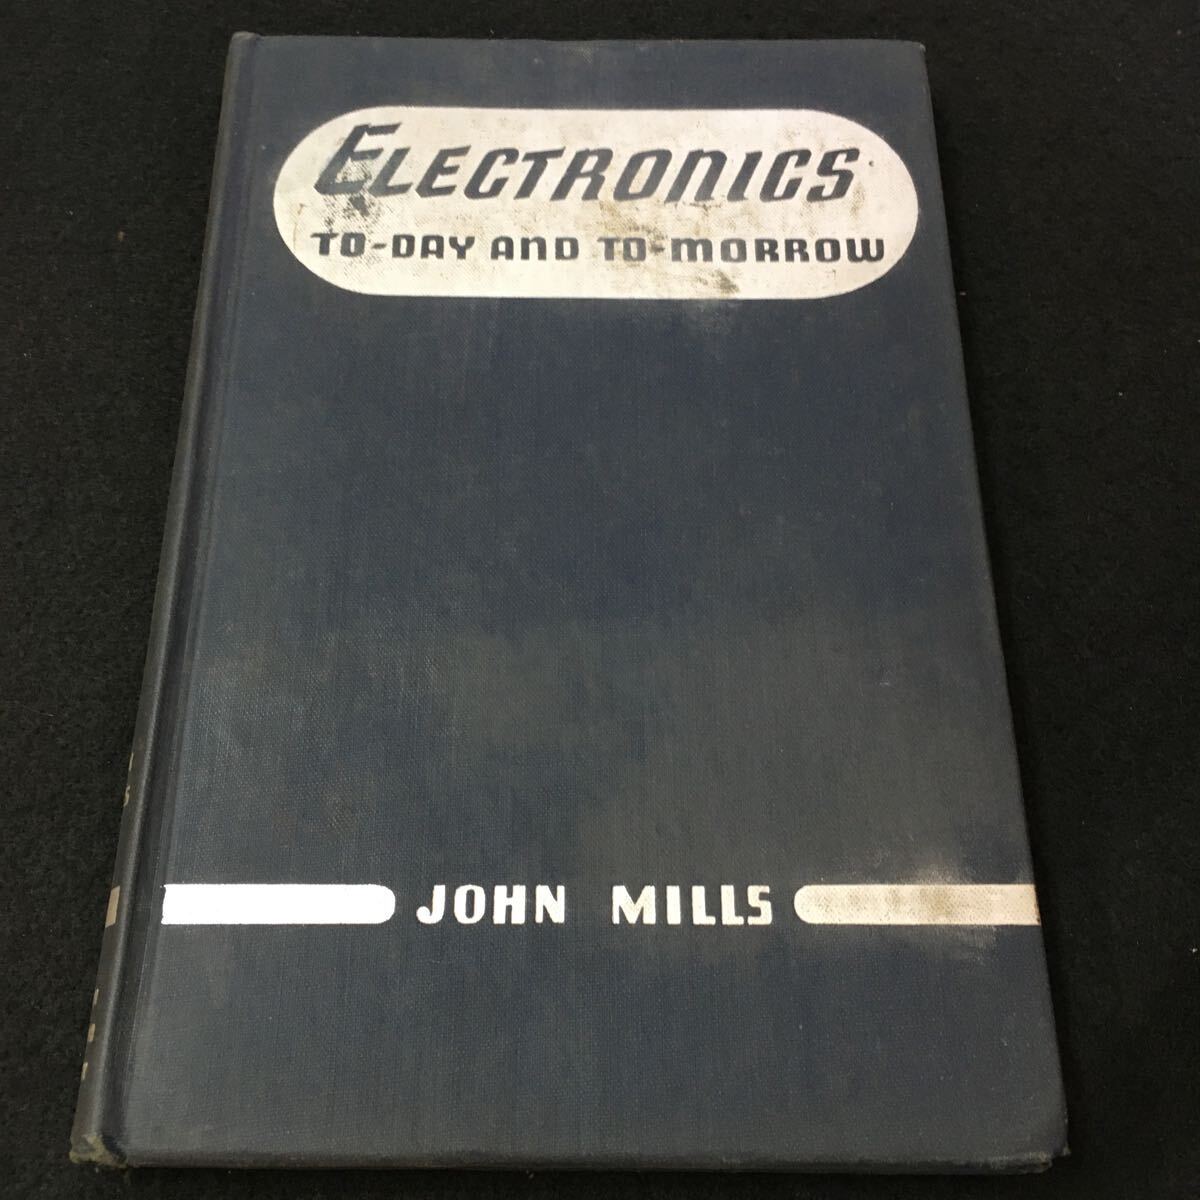 ELECTRONICS
TO-DAY AND TO-MORROW
JOHN MILLS